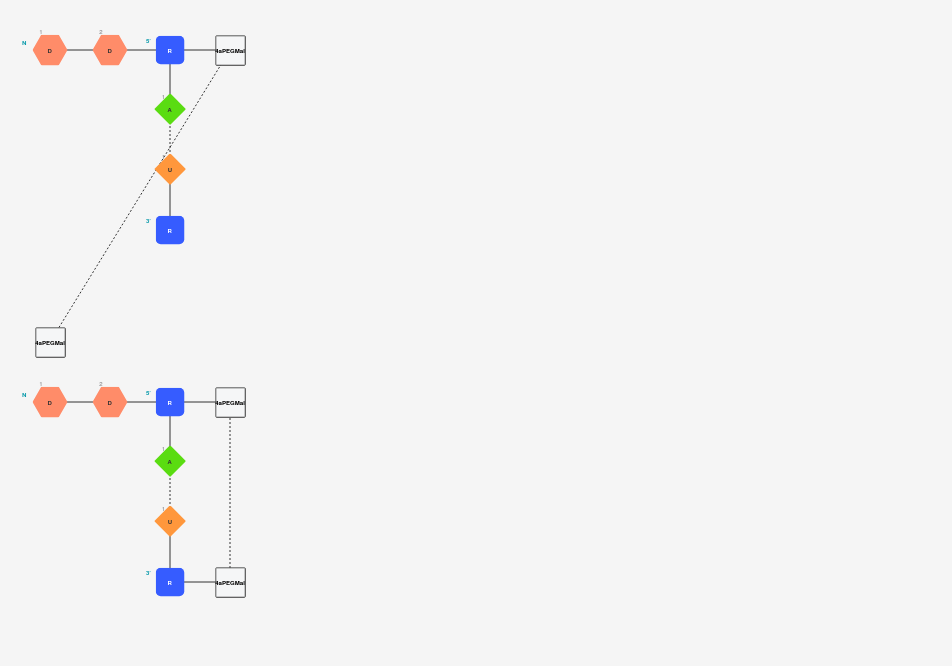 1 2
N D D 5' R 4aPEGMal
1 A
U
3' R
4aPEGMal
1 2
N D D 5' R 4aPEGMal
1 A
1 U
3' R 4aPEGMal